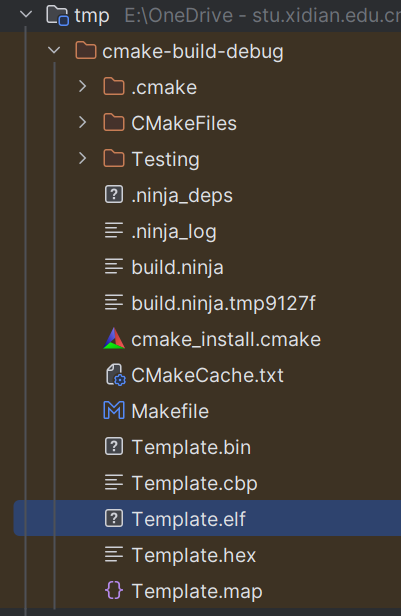 tmp E:\OneDrive - stu.xidian.edu.c
cmake-build-debug
.cmake
CMakeFiles
Testing
.ninja_deps
.ninja_log
build.ninja
build.ninja.tmp9127f
cmake_install.cmake
CMakeCache.txt
Makefile
Template.bin
Template.cbp
Template.elf
Template.hex
Template.map